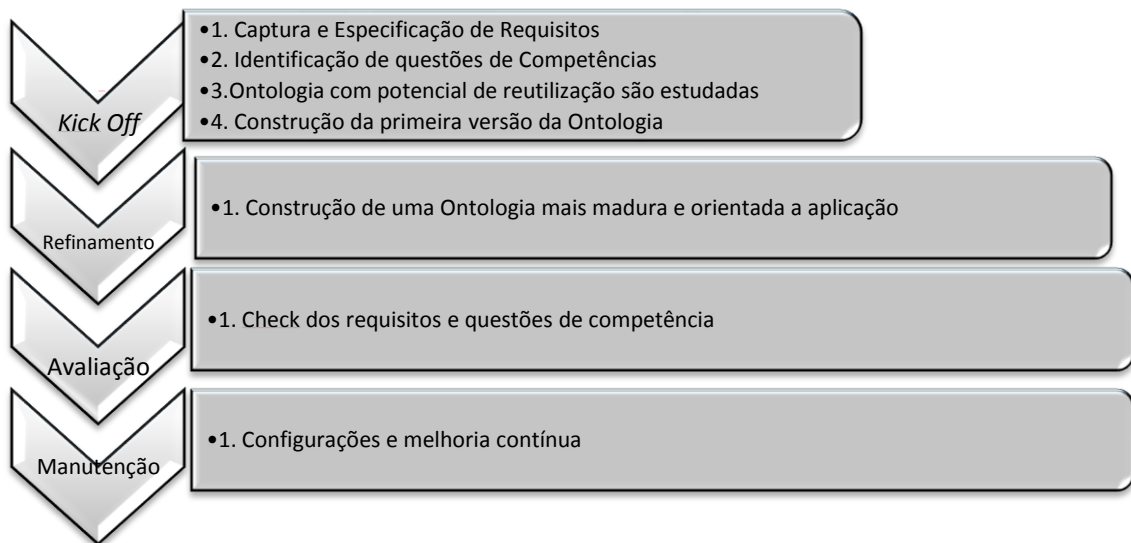 Kick Off
•1. Captura e Especificação de Requisitos
•2. Identificação de questões de Competências
•3.Ontologia com potencial de reutilização são estudadas
•4. Construção da primeira versão da Ontologia
Refinamento
•1. Construção de uma Ontologia mais madura e orientada a aplicação
Avaliação
•1. Check dos requisitos e questões de competência
Manutenção
•1. Configurações e melhoria contínua